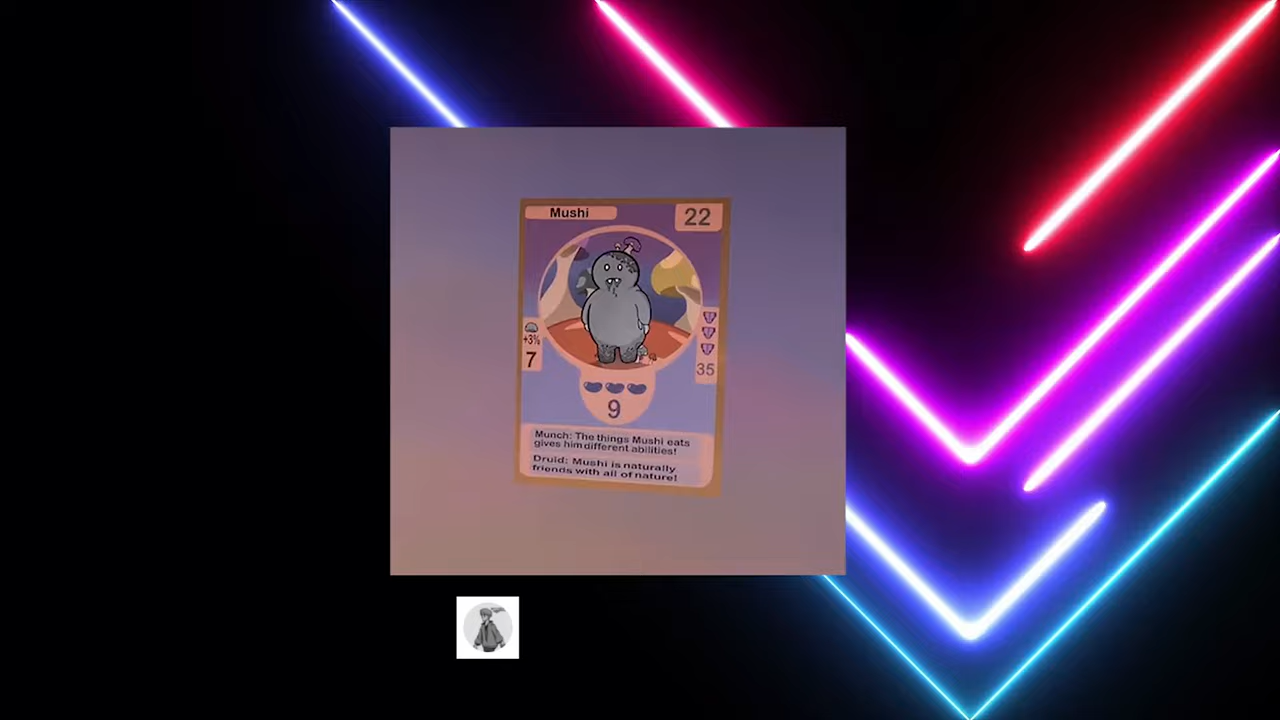 Mushi
22
+3%
7
35
9
Munch: The things Mushi eats
gives him different abilities!
Druid: Mushi is naturally
friends with all of nature!